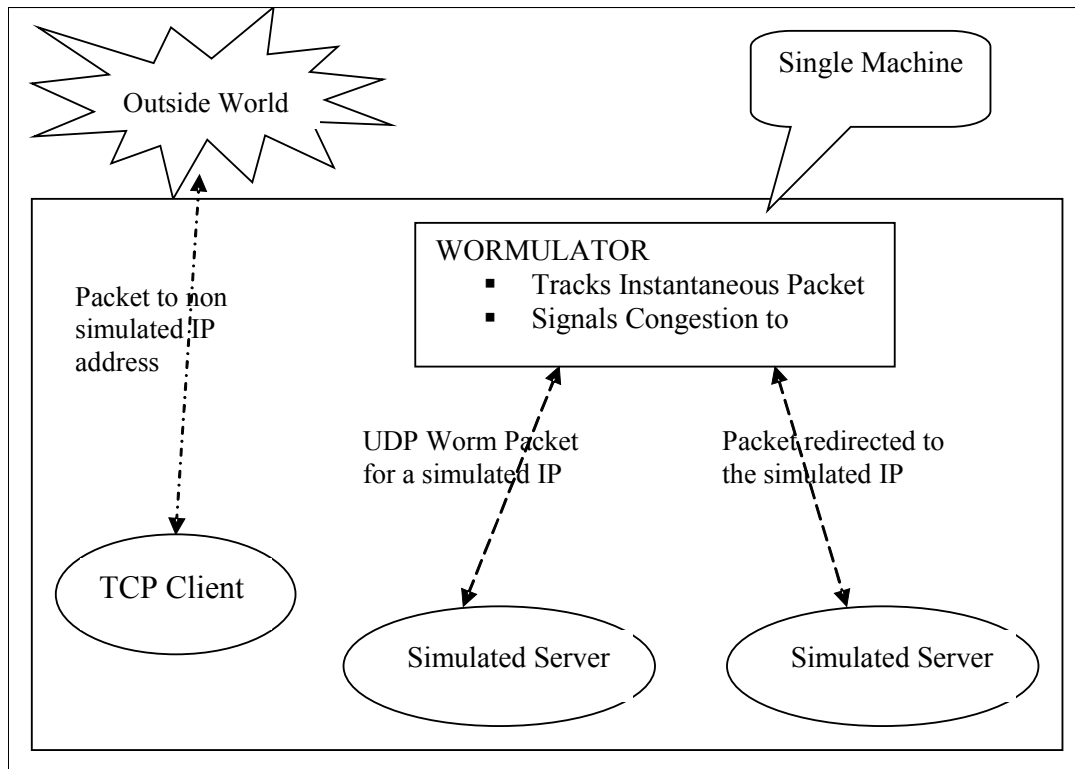 Outside World
Single Machine
WORMULATOR
▪ Tracks Instantaneous Packet
▪ Signals Congestion to
Packet to non
simulated IP
address
UDP Worm Packet
for a simulated IP
Packet redirected to
the simulated IP
TCP Client
Simulated Server
Simulated Server